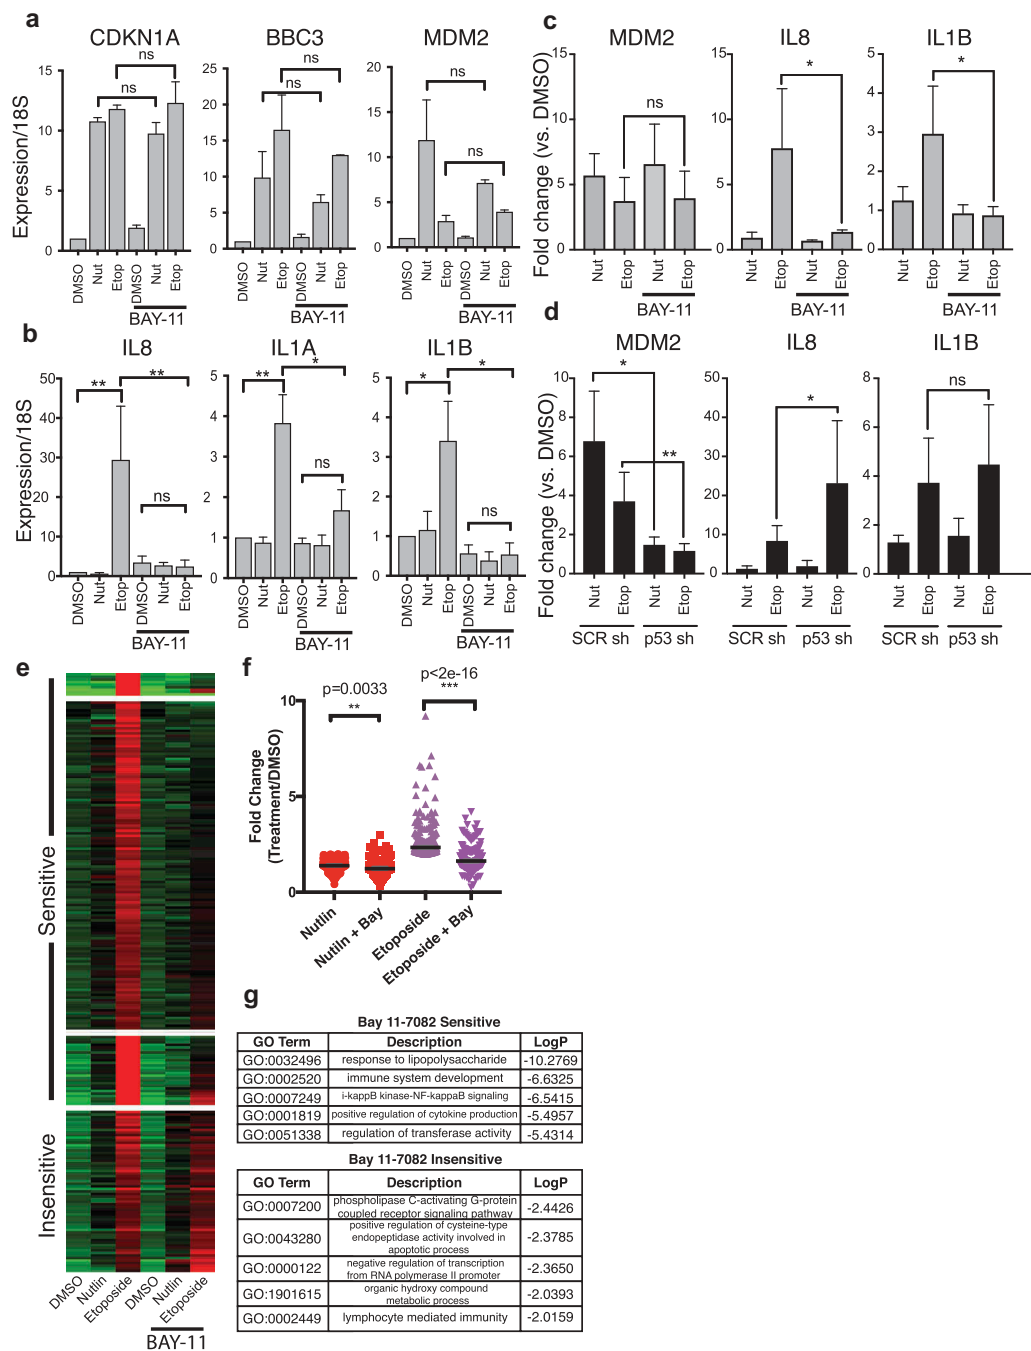 a
CDKN1A
BBC3
MDM2
Expression/18S
15
10
5
0
ns
ns
25
20
15
10
5
0
ns
ns
20
15
10
5
0
ns
ns
DMSO
Nut
Etop
DMSO
Nut
Etop
BAY-11
DMSO
Nut
Etop
DMSO
Nut
Etop
BAY-11
DMSO
Nut
Etop
DMSO
Nut
Etop
BAY-11
b
IL8
IL1A
IL1B
Expression/18S
50
40
30
20
10
0
**
**
ns
5
4
3
2
1
0
**
*
ns
5
4
3
2
1
0
*
*
ns
DMSO
Nut
Etop
DMSO
Nut
Etop
BAY-11
DMSO
Nut
Etop
DMSO
Nut
Etop
BAY-11
DMSO
Nut
Etop
DMSO
Nut
Etop
BAY-11
c
MDM2
IL8
IL1B
Fold change (vs. DMSO)
15
10
5
0
ns
15
10
5
0
*
5
4
3
2
1
0
*
Nut
Etop
Nut
Etop
BAY-11
Nut
Etop
Nut
Etop
BAY-11
Nut
Etop
Nut
Etop
BAY-11
d
MDM2
IL8
IL1B
Fold change (vs. DMSO)
10
8
6
4
2
0
*
**
50
40
30
20
10
0
*
8
6
4
2
0
ns
Nut
Etop
Nut
Etop
SCR sh
p53 sh
Nut
Etop
Nut
Etop
SCR sh
p53 sh
Nut
Etop
Nut
Etop
SCR sh
p53 sh
e
Sensitive
Insensitive
DMSO
Nutlin
Etoposide
DMSO
Nutlin
Etoposide
BAY-11
f
p<2e-16
***
p=0.0033
**
Fold Change
(Treatment/DMSO)
10
5
0
Nutlin
Nutiln + Bay
Etoposide
Etoposide + Bay
g
Bay 11-7082 Sensitive
GO Term Description LogP
GO:0032496 response to lipopolysaccharide -10.2769
GO:0002520 immune system development -6.6325
GO:0007249 i-kappB kinase-NF-kappaB signaling -6.5415
GO:0001819 positive regulation of cytokine production -5.4957
GO:0051338 regulation of transferase activity -5.4314
Bay 11-7082 Insensitive
GO Term Description LogP
phospholipase C-activating G-protein
GO:0007200 coupled receptor signaling pathway -2.4426
positive regulation of cysteine-type
GO:0043280 endopeptidase activity involved in -2.3785
apoptotic process
GO:0000122 negative regulation of transcription -2.3650
from RNA polymerase II promoter
GO:1901615 organic hydroxy compound -2.0393
metabolic process
GO:0002449 lymphocyte mediated immunity -2.0159